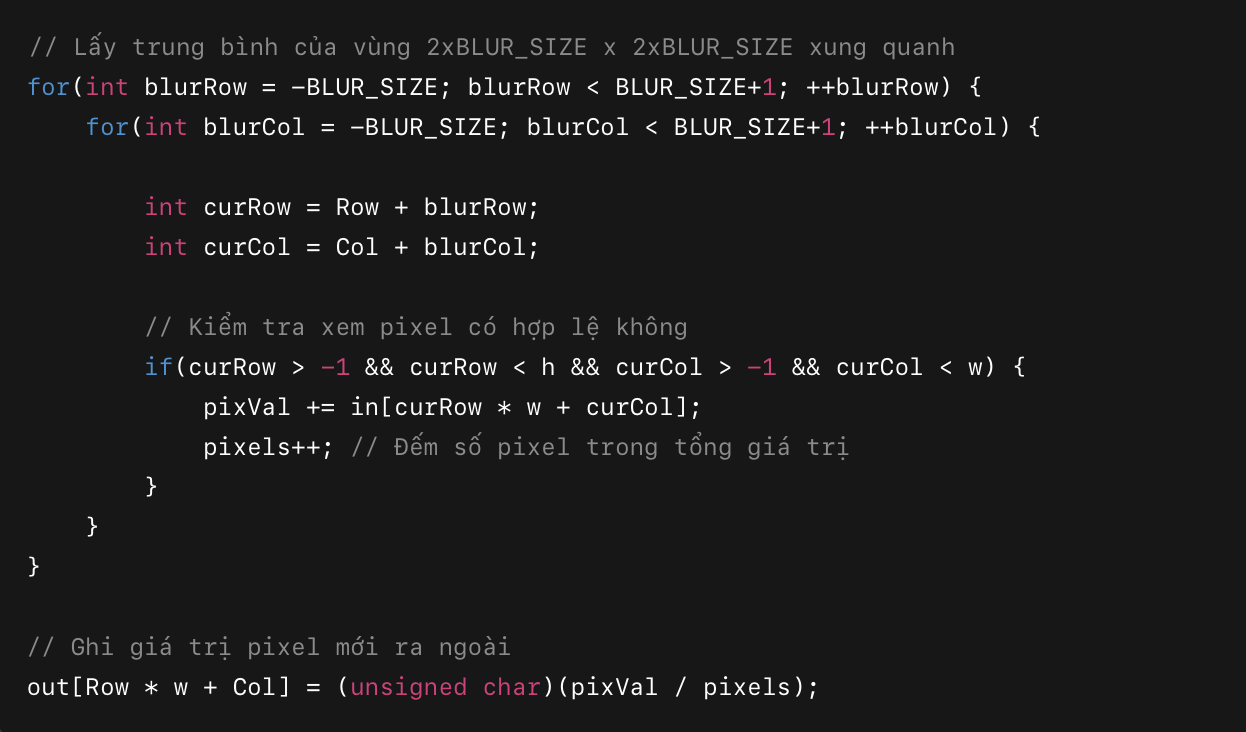 // Lấy trung bình của vùng 2xBLUR_SIZE x 2xBLUR_SIZE xung quanh
for(int blurRow = -BLUR_SIZE; blurRow < BLUR_SIZE+1; ++blurRow) {
    for(int blurCol = -BLUR_SIZE; blurCol < BLUR_SIZE+1; ++blurCol) {

        int curRow = Row + blurRow;
        int curCol = Col + blurCol;

        // Kiểm tra xem pixel có hợp lệ không
        if(curRow > -1 && curRow < h && curCol > -1 && curCol < w) {
            pixVal += in[curRow * w + curCol];
            pixels++; // Đếm số pixel trong tổng giá trị
        }
    }
}

// Ghi giá trị pixel mới ra ngoài
out[Row * w + Col] = (unsigned char)(pixVal / pixels);